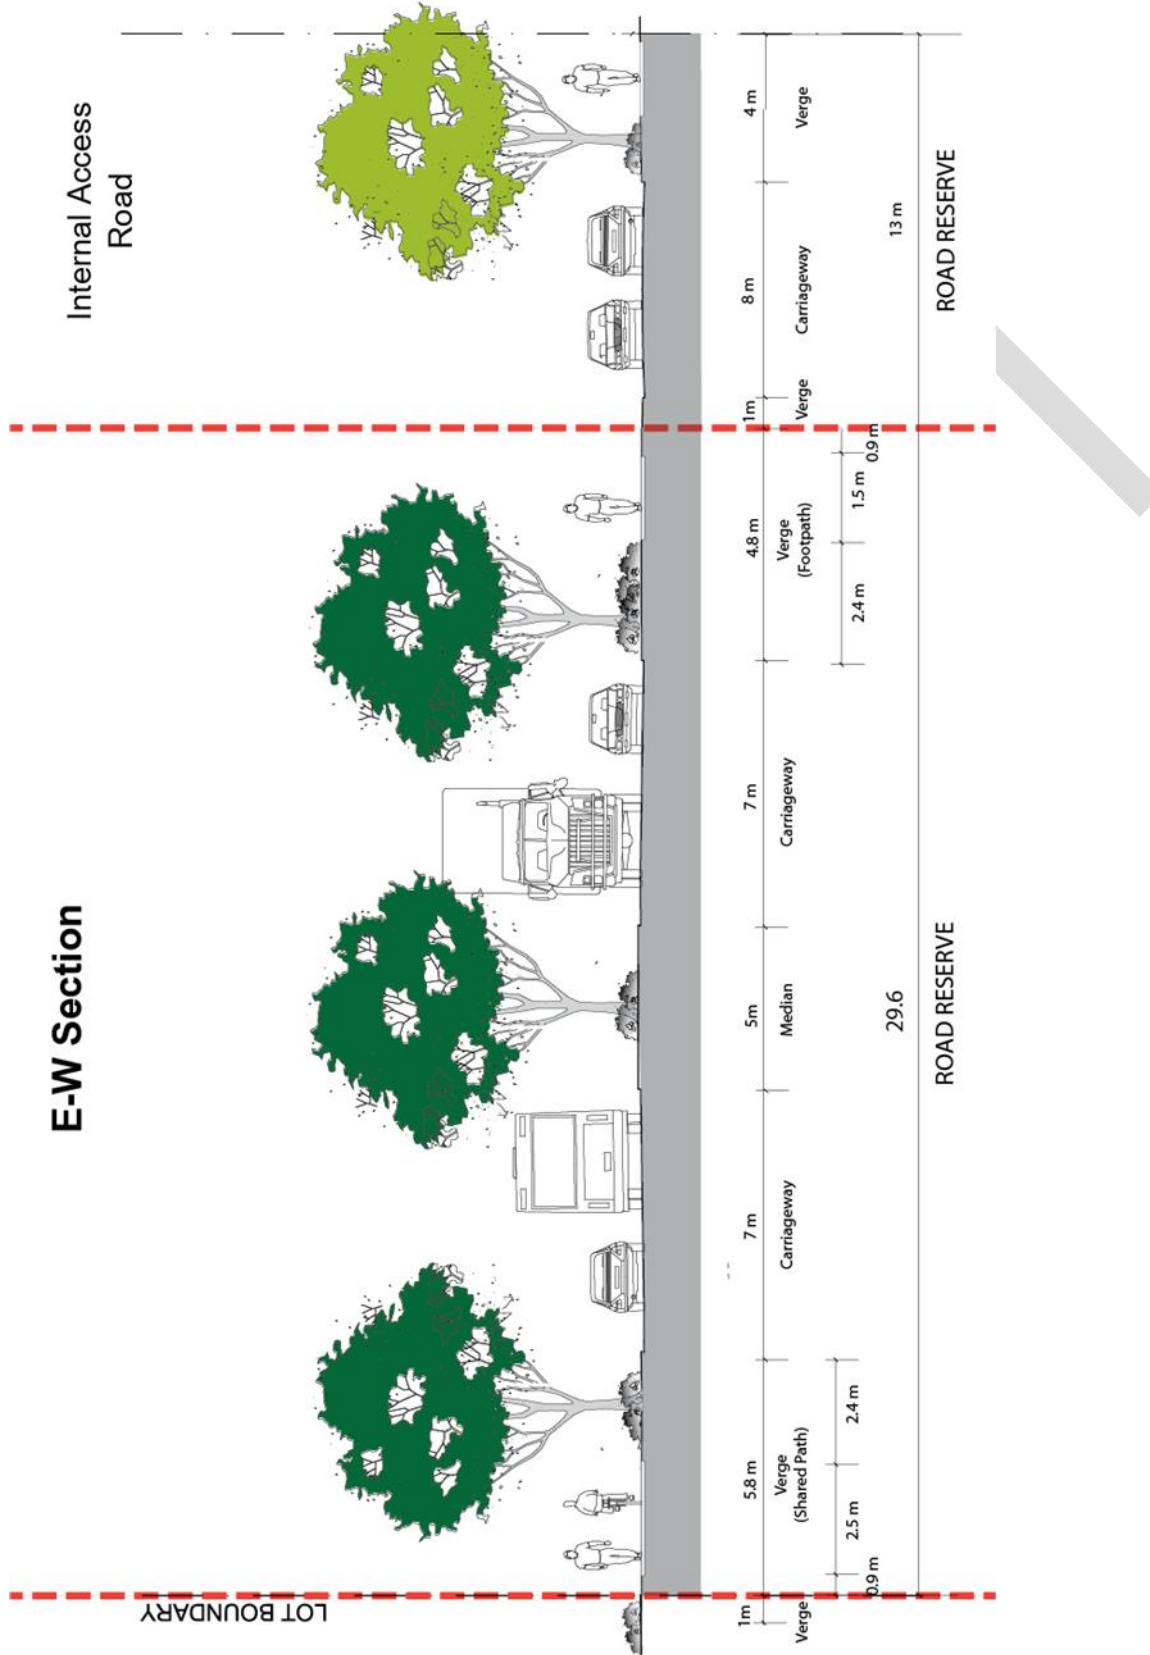 E-W Section
Internal Access
Road
LOT BOUNDARY
1m
5.8 m
7 m
5m
7 m
4.8 m
1m
8 m
4 m
Verge
Verge
(Shared Path)
Carriageway
Median
Carriageway
Verge
(Footpath)
Verge
Carriageway
Verge
0.9 m
2.5 m
2.4 m
2.4 m
1.5 m
0.9 m
29.6
13 m
ROAD RESERVE
ROAD RESERVE